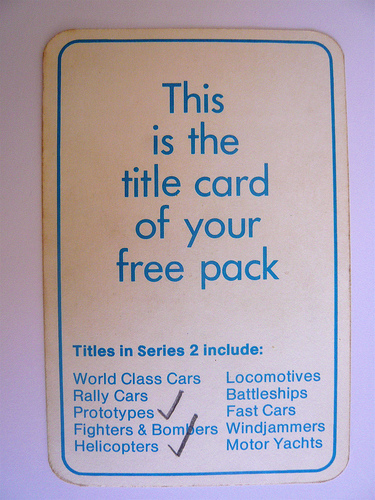 This
is the
title card
of your
free pack
Titles in Series 2 include:
World Class Cars
Rally Cars
Prototypes
Fighters & Bombers
Helicopters
Locomotives
Battleships
Fast Cars
Windjammers
Motor Yachts